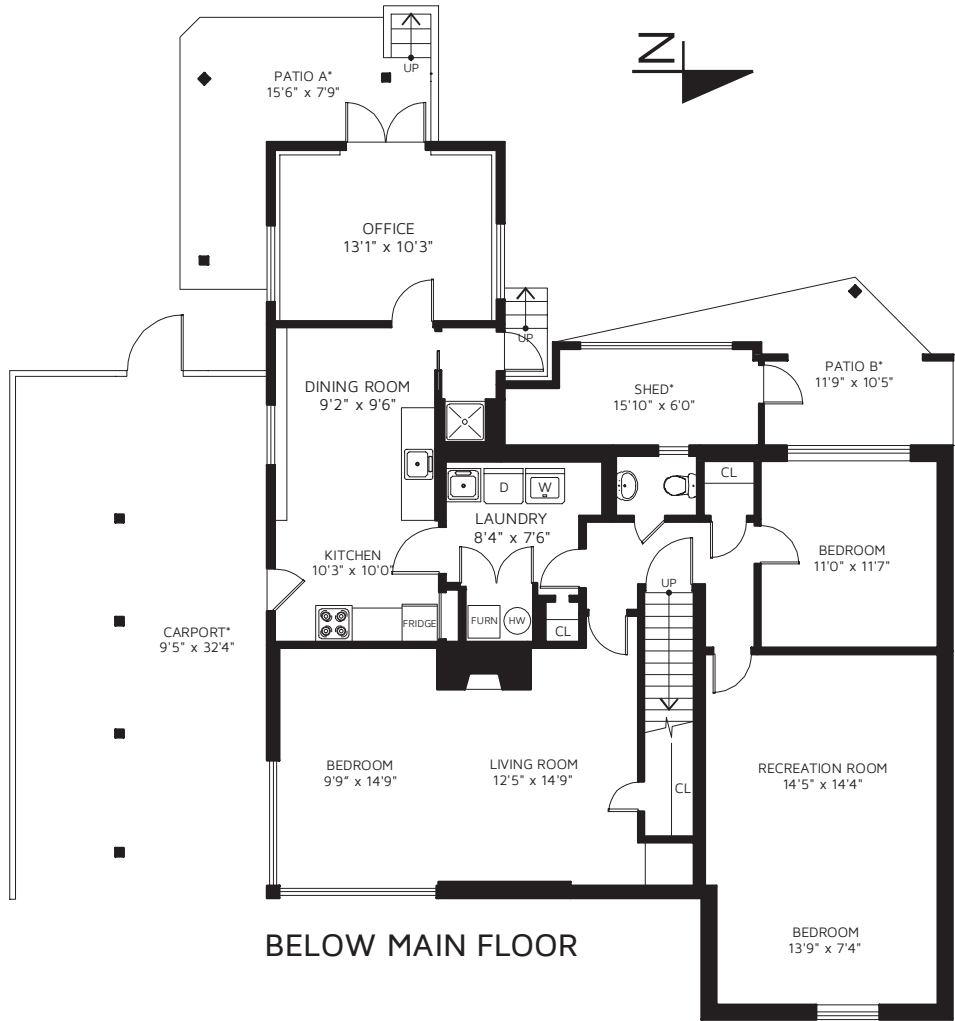 UP
PATIO A*
15'6" x 7'9"
N
OFFICE
13'1" x 10'3"
UP
DINING ROOM
9'2" x 9'6"
SHED*
15'10" x 6'0"
PATIO B*
11'9" x 10'5"
D
W
CL
LAUNDRY
8'4" x 7'6"
KITCHEN
10'3" x 10'0"
BEDROOM
11'0" x 11'7"
UP
FRIDGE
FURN
HW
CL
CARPORT*
9'5" x 32'4"
BEDROOM
9'9" x 14'9"
LIVING ROOM
12'5" x 14'9"
CL
RECREATION ROOM
14'5" x 14'4"
BEDROOM
13'9" x 7'4"
BELOW MAIN FLOOR